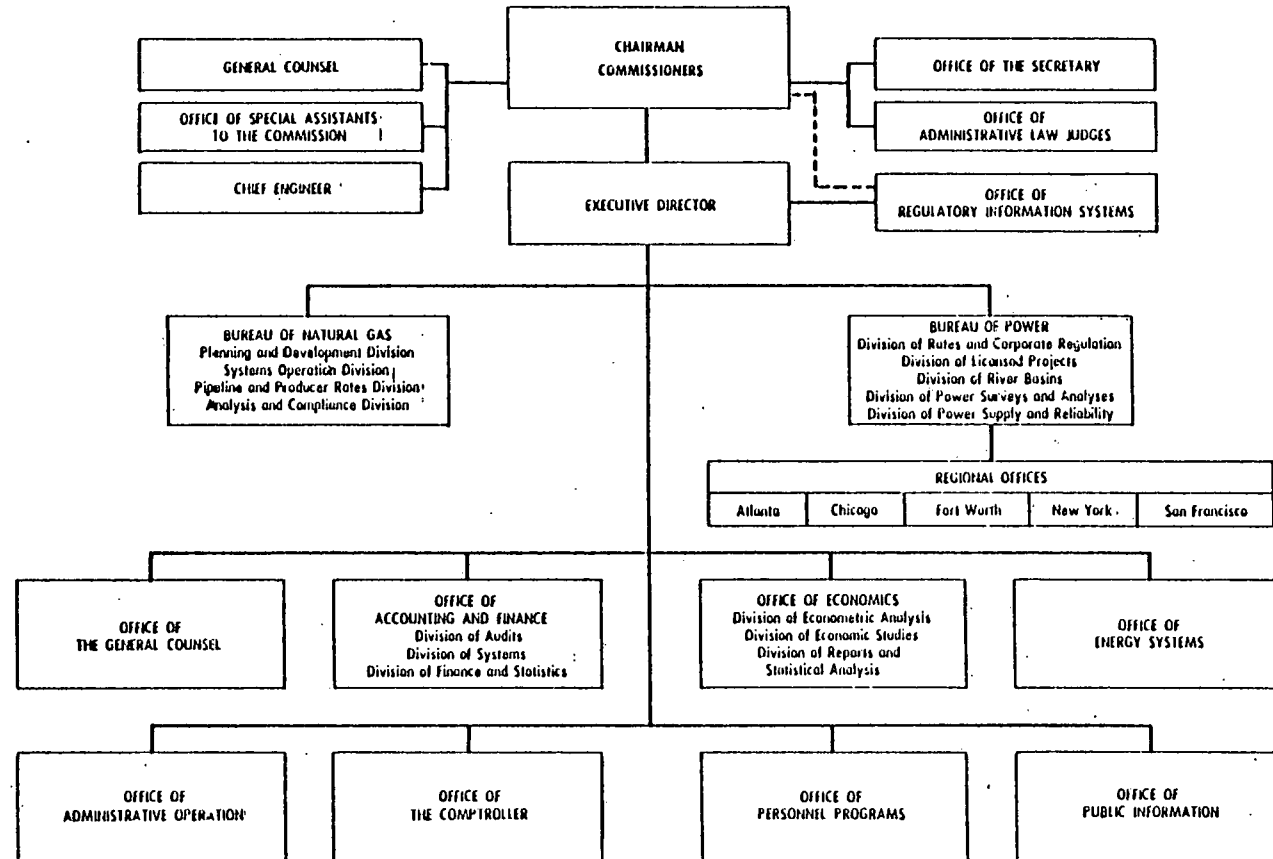 CHAIRMAN
COMMISSIONERS
GENERAL COUNSEL
OFFICE OF SPECIAL ASSISTANTS
TO THE COMMISSION
CHIEF ENGINEER
OFFICE OF THE SECRETARY
OFFICE OF
ADMINISTRATIVE LAW JUDGES
EXECUTIVE DIRECTOR
OFFICE OF
REGULATORY INFORMATION SYSTEMS
BUREAU OF NATURAL GAS
Planning and Development Division
Systems Operation Division
Pipeline and Producer Rates Division
Analysis and Compliance Division
BUREAU OF POWER
Division of Rates and Corporate Regulation
Division of Licensed Projects
Division of River Basins
Division of Power Surveys and Analyses
Division of Power Supply and Reliability
REGIONAL OFFICES
Atlanta
Chicago
Fort Worth
New York
San Francisco
OFFICE OF
THE GENERAL COUNSEL
OFFICE OF
ACCOUNTING AND FINANCE
Division of Audits
Division of Systems
Division of Finance and Statistics
OFFICE OF ECONOMICS
Division of Econometric Analysis
Division of Economic Studies
Division of Reports and
Statistical Analysis
OFFICE OF
ENERGY SYSTEMS
OFFICE OF
ADMINISTRATIVE OPERATION
OFFICE OF
THE COMPTROLLER
OFFICE OF
PERSONNEL PROGRAMS
OFFICE OF
PUBLIC INFORMATION